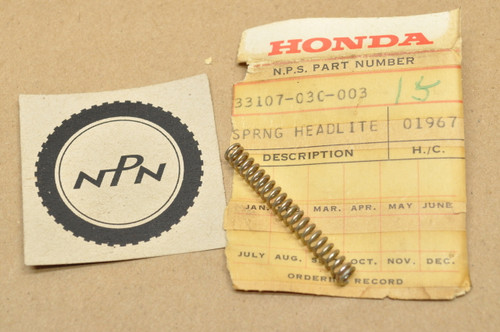 HONDA
N.P.S. PART NUMBER
33107-030-003 15
SPRNG HEADLITE 01967
DESCRIPTION H./C.
JAN. MAR. APR. MAY JUNE
JULY AUG. OCT. NOV. DEC.
ORDERING RECORD
NPN